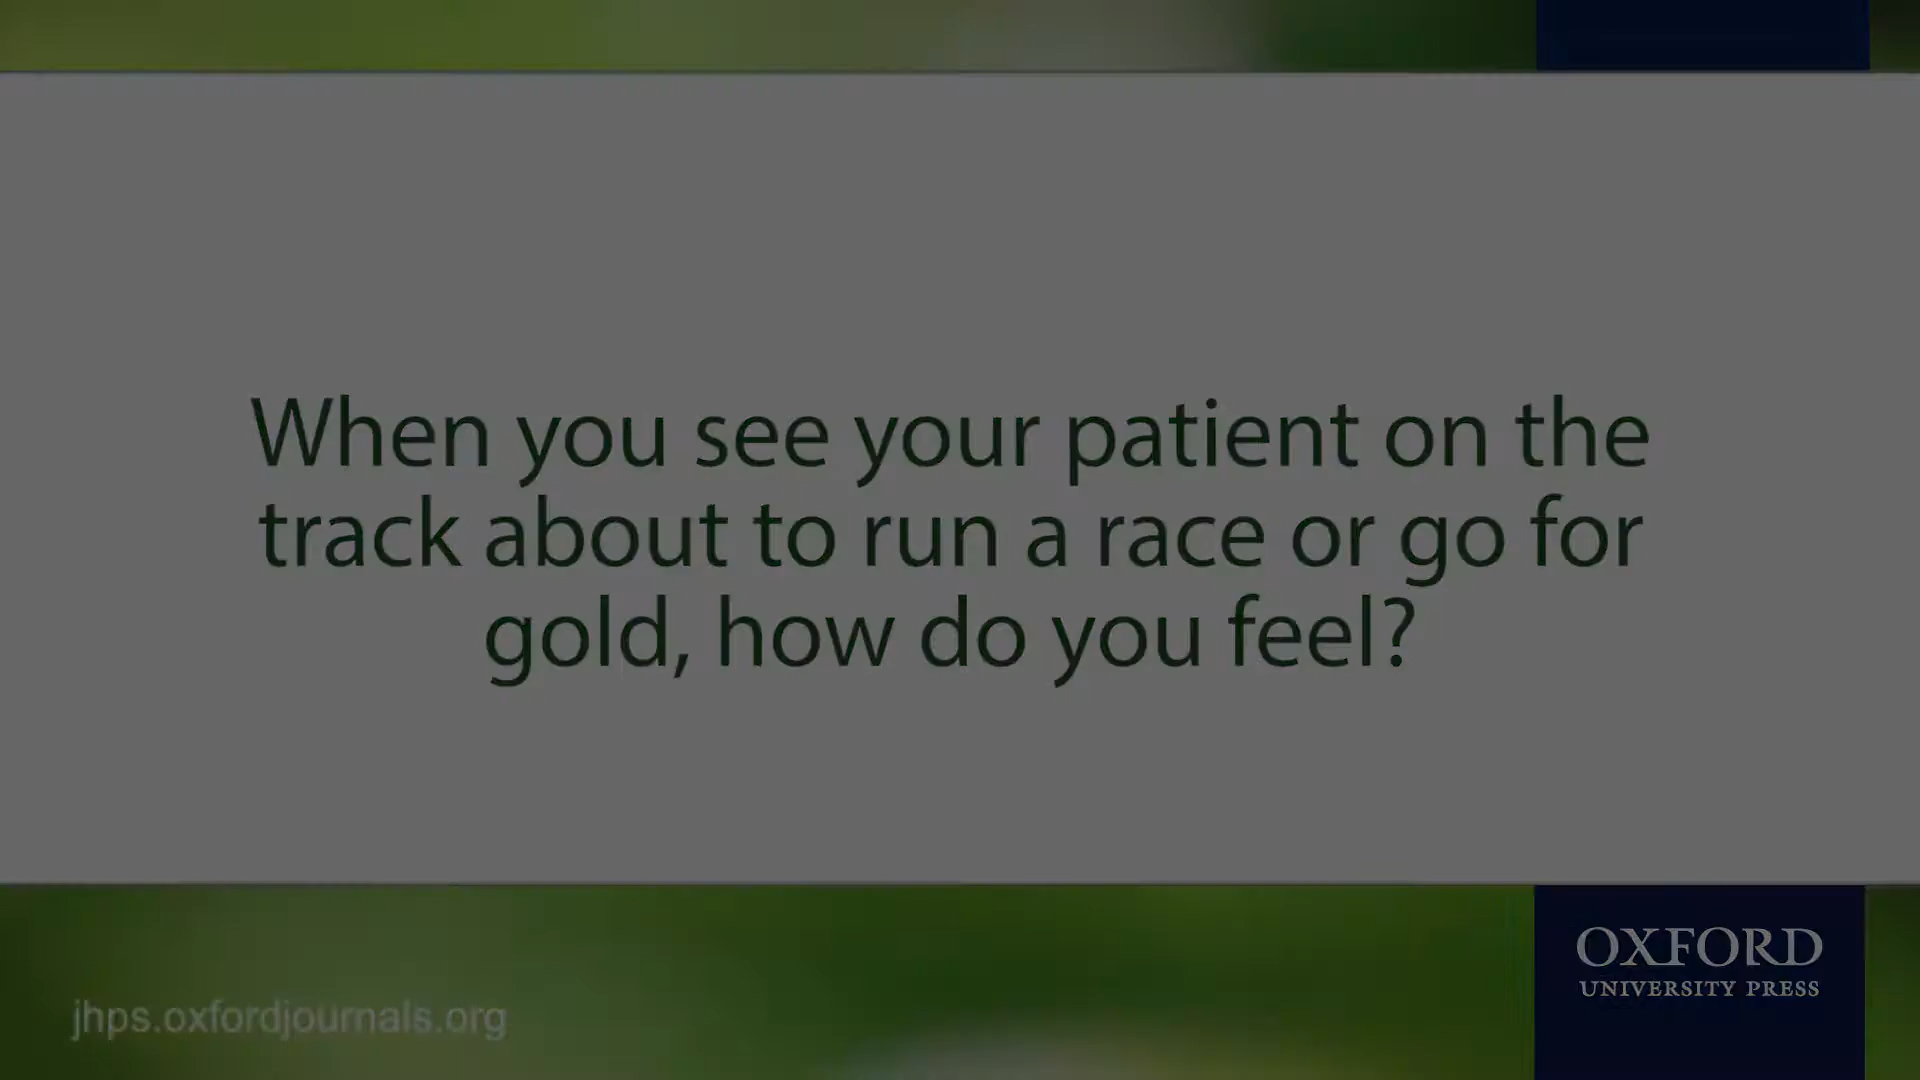 When you see your patient on the
track about to run a race or go for
gold, how do you feel?
OXFORD
UNIVERSITY PRESS
jhps.oxfordjournals.org